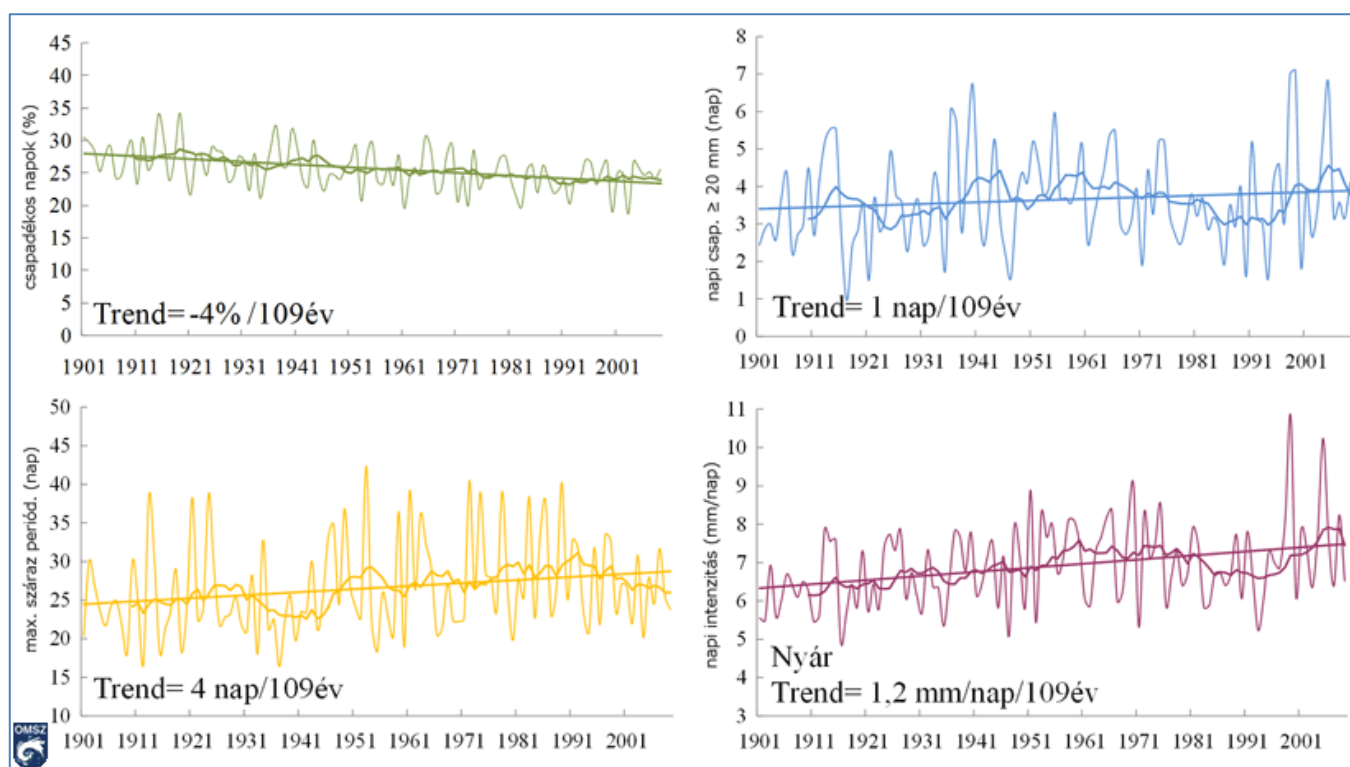 csapadékos napok (%)
45
40
35
30
25
20
15
10
5
0
Trend= -4% /109év
1901 1911 1921 1931 1941 1951 1961 1971 1981 1991 2001
napi csap. ≥ 20 mm (nap)
8
7
6
5
4
3
2
1
0
Trend= 1 nap/109év
1901 1911 1921 1931 1941 1951 1961 1971 1981 1991 2001
max. száraz periód. (nap)
50
45
40
35
30
25
20
15
10
Trend= 4 nap/109év
1901 1911 1921 1931 1941 1951 1961 1971 1981 1991 2001
OMSZ
napi intenzitás (mm/nap)
11
10
9
8
7
6
5
4
3
Nyár
Trend= 1,2 mm/nap/109év
1901 1911 1921 1931 1941 1951 1961 1971 1981 1991 2001